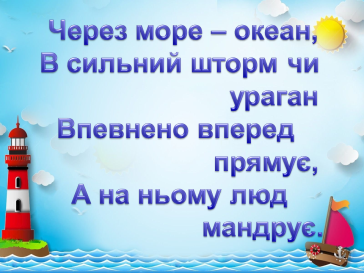 Через море – океан,
В сильний шторм чи
ураган
Впевнено вперед
прямує,
А на ньому люд
мандрує.